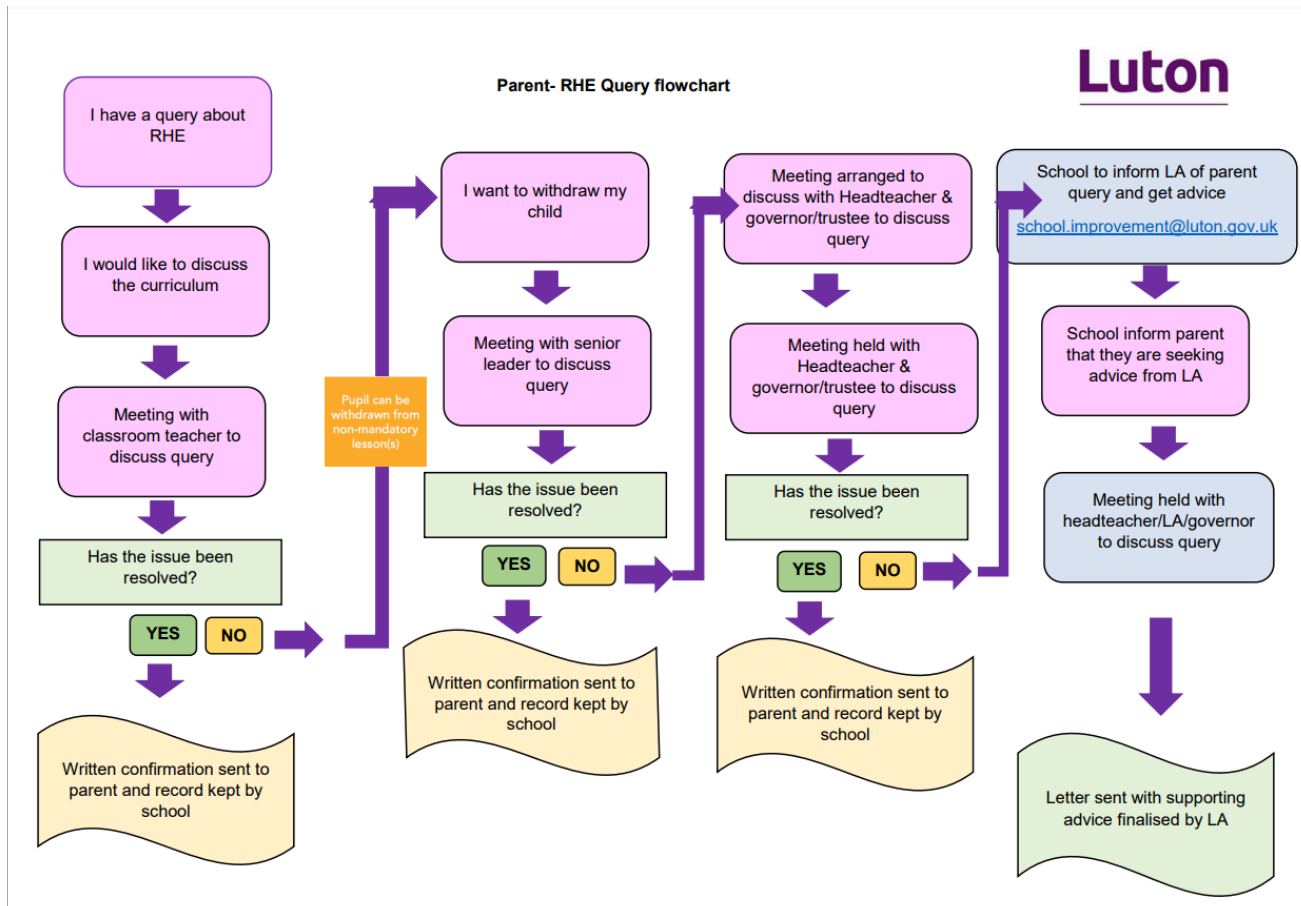 Parent- RHE Query flowchart
Luton
I have a query about
RHE
I would like to discuss
the curriculum
Meeting with
classroom teacher to
discuss query
Has the issue been
resolved?
YES
NO
Written confirmation sent to
parent and record kept by
school
Pupil can be
withdrawn from
non-mandatory
lesson(s)
I want to withdraw my
child
Meeting with senior
leader to discuss
query
Has the issue been
resolved?
YES
NO
Written confirmation sent to
parent and record kept by
school
Meeting arranged to
discuss with Headteacher &
governor/trustee to discuss
query
Meeting held with
Headteacher &
governor/trustee to discuss
query
Has the issue been
resolved?
YES
NO
Written confirmation sent to
parent and record kept by
school
School to inform LA of parent
query and get advice
school.improvement@luton.gov.uk
School inform parent
that they are seeking
advice from LA
Meeting held with
headteacher/LA/governor
to discuss query
Letter sent with supporting
advice finalised by LA